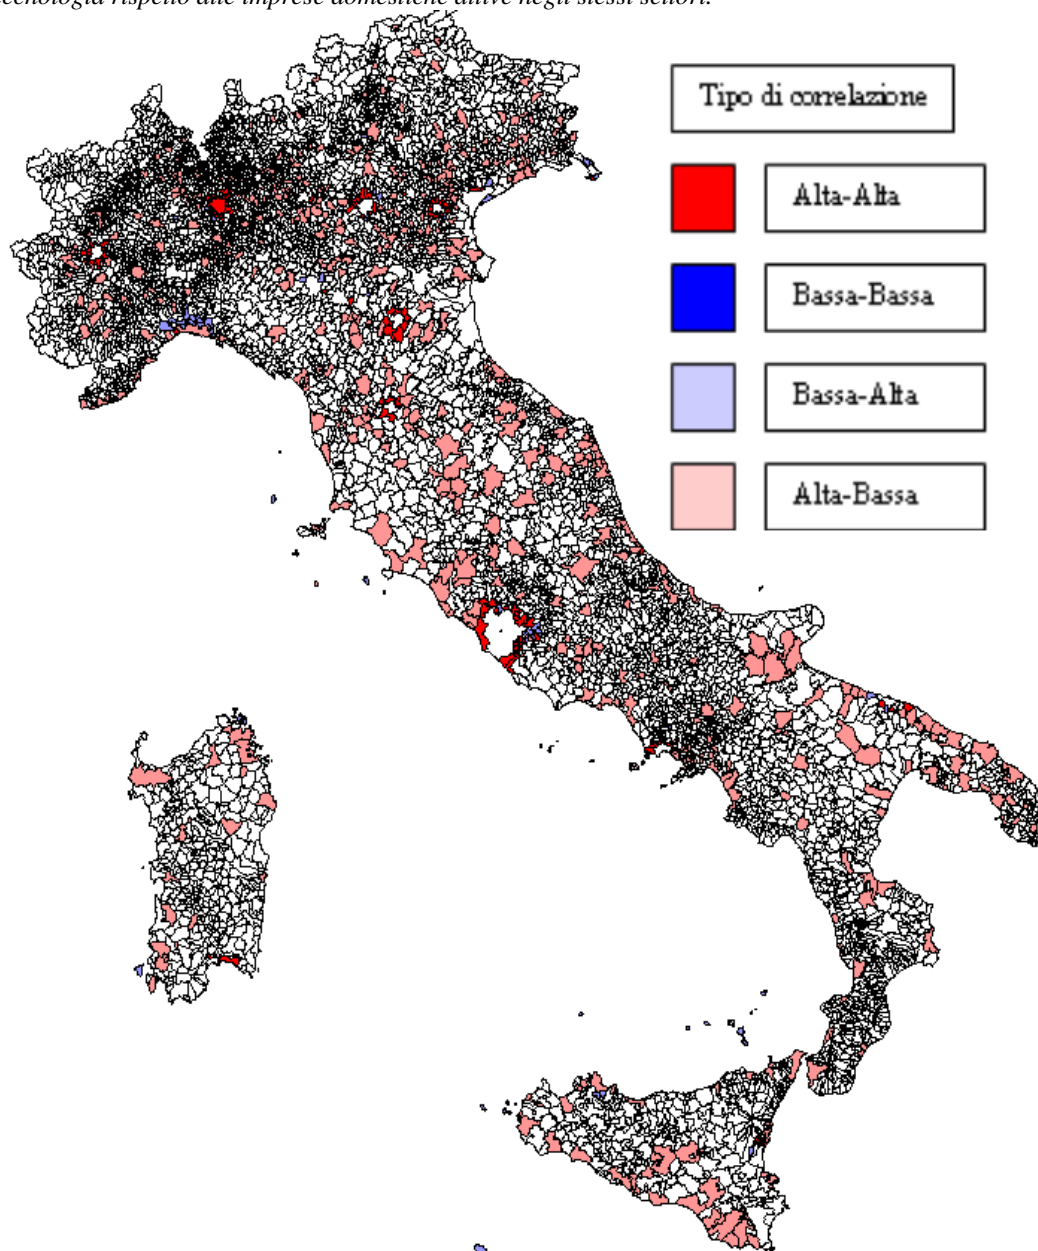 tecnologia rispetto alle imprese domestiche attive negli stessi settori.
Tipo di correlazione
Alta-Alta
Bassa-Bassa
Bassa-Alta
Alta-Bassa